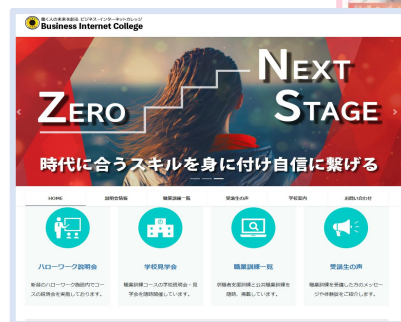 働く人の未来を創る ビジネス・インターネットカレッジ
Business Internet College
NEXT
ZERO STAGE
時代に合うスキルを身に付け自信に繋げる
HOME 説明会情報 職業訓練一覧 受講生の声 学校案内 お問い合わせ
ハローワーク説明会 学校見学会 職業訓練一覧 受講生の声
新潟のハローワーク施設内でコー
スの説明会を実施しております。
職業訓練コースの学校説明会・見
学会を随時開催しています。
求職者支援訓練と公共職業訓練を
随時、掲載しています。
職業訓練を受講した方のメッセー
ジや体験談をご紹介します。